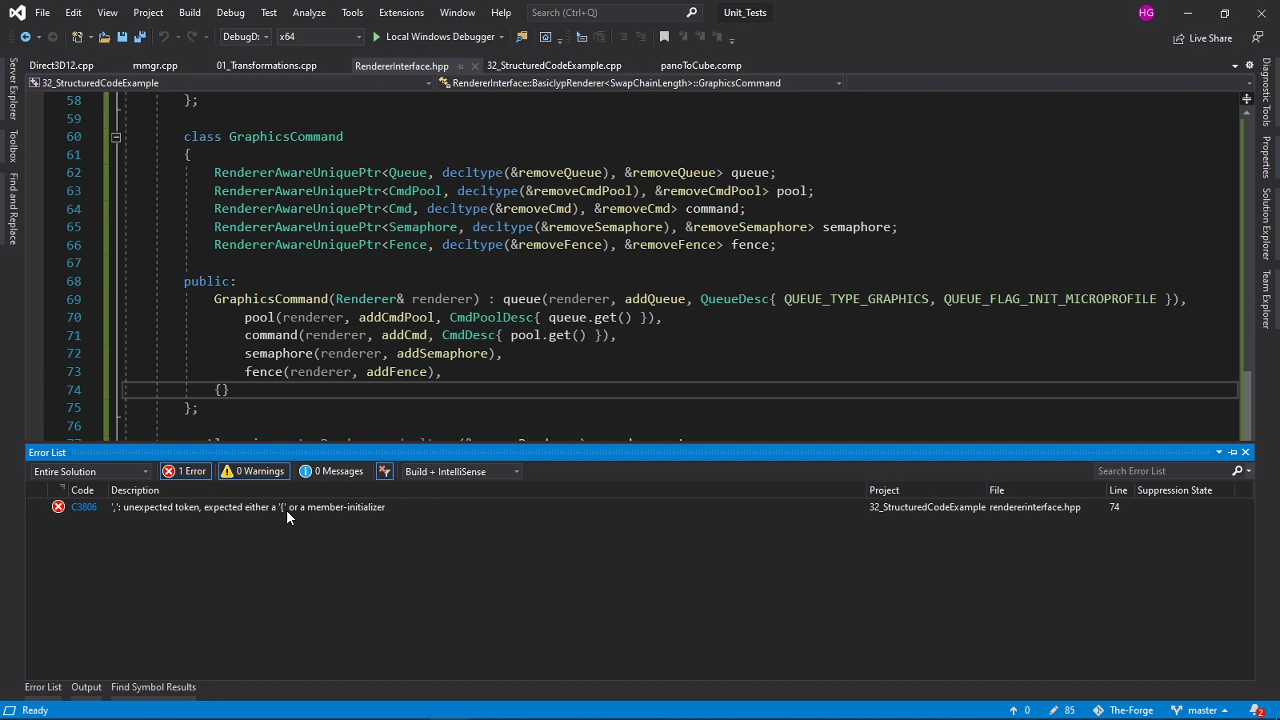 File Edit View Project Build Debug Test Analyze Tools Extensions Window Help Search (Ctrl+Q) Unit_Tests HG
DebugD: x64 Local Windows Debugger Live Share
Direct3D12.cpp mmgr.cpp 01_Transformations.cpp RendererInterface.hpp 32_StructuredCodeExample.cpp panoToCube.comp
32_StructuredCodeExample RendererInterface::BasiclypRenderer<SwapChainLength>::GraphicsCommand
58 };
59
60 class GraphicsCommand
61 {
62 RendererAwareUniquePtr<Queue, decltype(&removeQueue), &removeQueue> queue;
63 RendererAwareUniquePtr<CmdPool, decltype(&removeCmdPool), &removeCmdPool> pool;
64 RendererAwareUniquePtr<Cmd, decltype(&removeCmd), &removeCmd> command;
65 RendererAwareUniquePtr<Semaphore, decltype(&removeSemaphore), &removeSemaphore> semaphore;
66 RendererAwareUniquePtr<Fence, decltype(&removeFence), &removeFence> fence;
67
68 public:
69 GraphicsCommand(Renderer& renderer) : queue(renderer, addQueue, QueueDesc{ QUEUE_TYPE_GRAPHICS, QUEUE_FLAG_INIT_MICROPROFILE }),
70 pool(renderer, addCmdPool, CmdPoolDesc{ queue.get() }),
71 command(renderer, addCmd, CmdDesc{ pool.get() }),
72 semaphore(renderer, addSemaphore),
73 fence(renderer, addFence),
74 {}
75 };
76
Server Explorer
Toolbox
Find and Replace
Diagnostic Tools
Properties
Solution Explorer
Team Explorer
Error List
Entire Solution 1 Error 0 Warnings 0 Messages Build + IntelliSense Search Error List
Code Description Project File Line Suppression State
C3806 ',': unexpected token, expected either a '{' or a member-initializer 32_StructuredCodeExample rendererinterface.hpp 74
Error List Output Find Symbol Results
Ready 0 85 The-Forge master 2